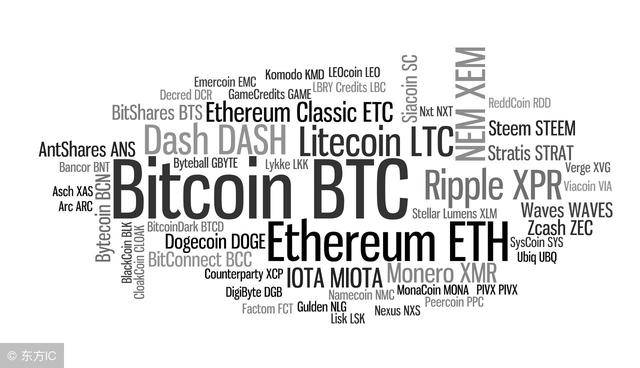 Komodo KMD
LEOcoin LEO
Emercoin EMC
LBRY Credits LBC
Siacoin SC
NEM XEM
Decred DCR
GameCredits GAME
BitShares BTS
Ethereum Classic ETC
Nxt NXT
ReddCoin RDD
AntShares ANS
Dash DASH
Litecoin LTC
Steem STEEM
Stratis STRAT
Bancor BNT
Byteball GBYTE
Lykke LKK
Verge XVG
Bytecoin BCN
Asch XAS
Bitcoin BTC
Ripple XPR
Viacoin VIA
Arc ARC
Stellar Lumens XLM
Waves WAVES
BlackCoin BLK
CloakCoin CLOAK
BitcoinDark BTCD
Zcash ZEC
Dogecoin DOGE
Ethereum ETH
SysCoin SYS
BitConnect BCC
Ubiq UBQ
Counterparty XCP
IOTA MIOTA
Monero XMR
DigiByte DGB
Namecoin NMC
MonaCoin MONA
PIVX PIVX
Factom FCT
Gulden NLG
Peercoin PPC
Lisk LSK
Nexus NXS
© 东方IC